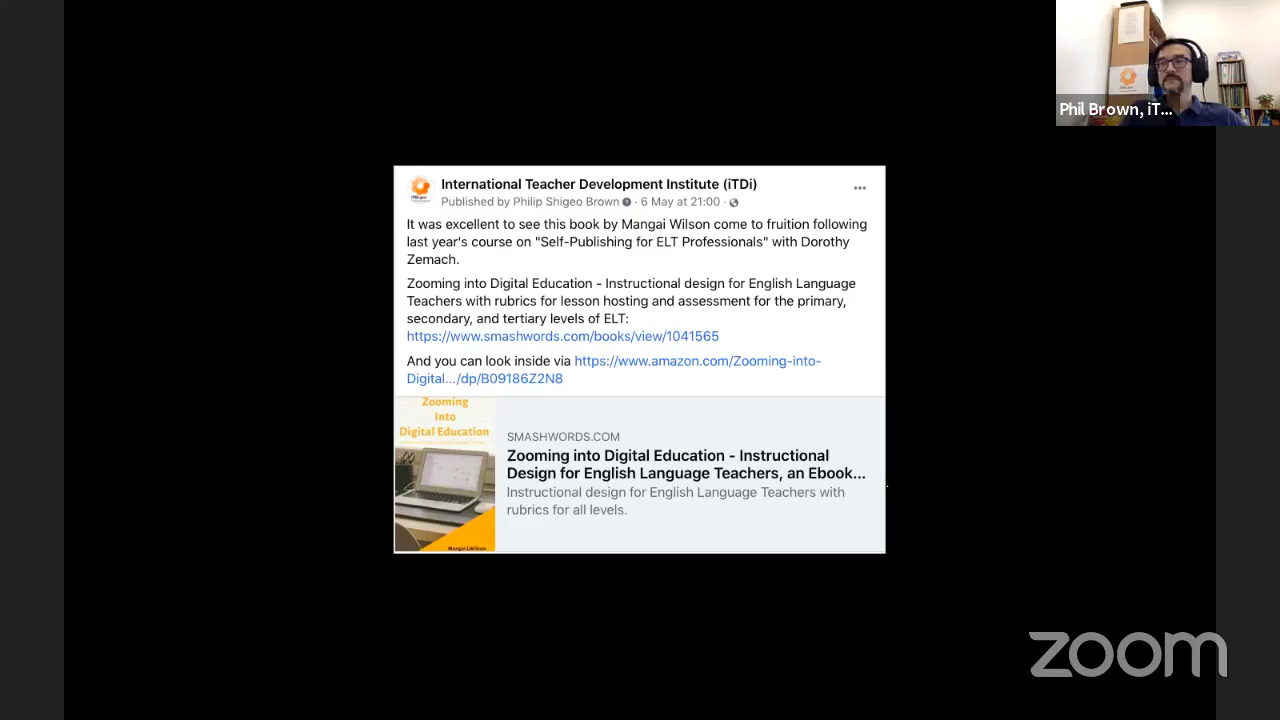 Phil Brown, iT...
International Teacher Development Institute (iTDi)
Published by Philip Shigeo Brown · 6 May at 21:00 ·
It was excellent to see this book by Mangai Wilson come to fruition following
last year's course on "Self-Publishing for ELT Professionals" with Dorothy
Zemach.
Zooming into Digital Education - Instructional design for English Language
Teachers with rubrics for lesson hosting and assessment for the primary,
secondary, and tertiary levels of ELT:
https://www.smashwords.com/books/view/1041565
And you can look inside via https://www.amazon.com/Zooming-into-
Digital.../dp/B09186Z2N8
Zooming
Into
Digital Education
SMASHWORDS.COM
Zooming into Digital Education - Instructional
Design for English Language Teachers, an Ebook...
Instructional design for English Language Teachers with
rubrics for all levels.
zoom